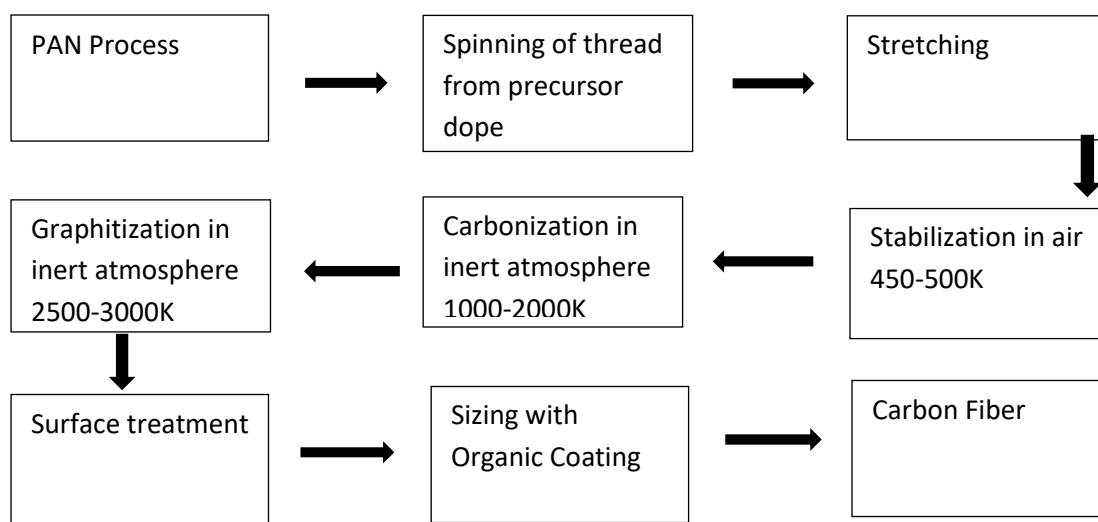 PAN Process
Spinning of thread
from precursor
dope
Stretching
Stabilization in air
450-500K
Carbonization in
inert atmosphere
1000-2000K
Graphitization in
inert atmosphere
2500-3000K
Surface treatment
Sizing with
Organic Coating
Carbon Fiber